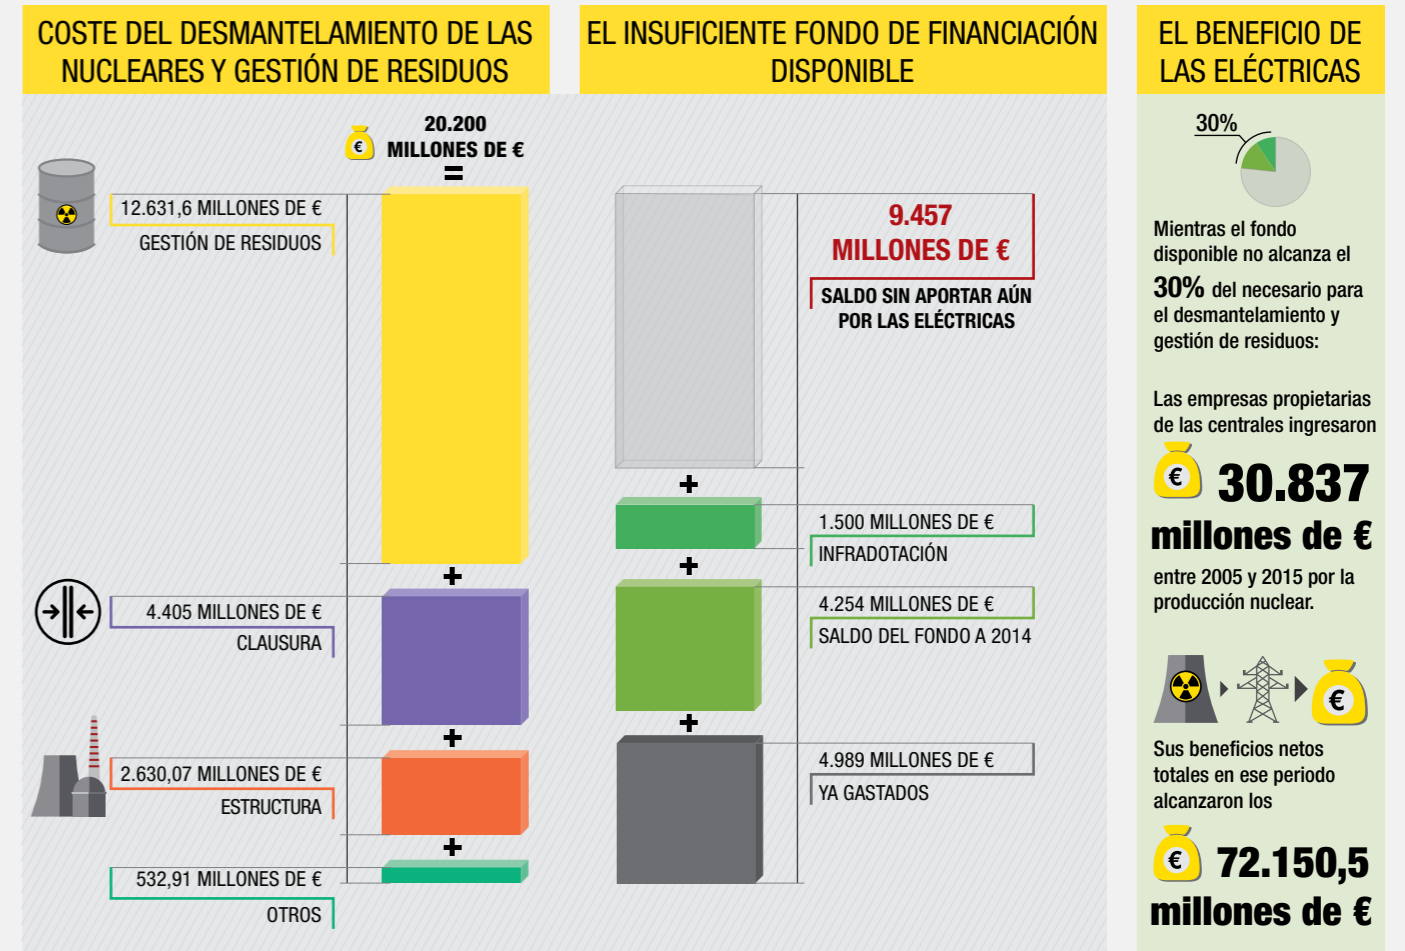 COSTE DEL DESMANTELAMIENTO DE LAS
NUCLEARES Y GESTIÓN DE RESIDUOS
20.200
MILLONES DE €
=
€
12.631,6 MILLONES DE €
GESTIÓN DE RESIDUOS
+
4.405 MILLONES DE €
CLAUSURA
+
2.630,07 MILLONES DE €
ESTRUCTURA
+
532,91 MILLONES DE €
OTROS
EL INSUFICIENTE FONDO DE FINANCIACIÓN
DISPONIBLE
9.457
MILLONES DE €
SALDO SIN APORTAR AÚN
POR LAS ELÉCTRICAS
+
1.500 MILLONES DE €
INFRADOTACIÓN
+
4.254 MILLONES DE €
SALDO DEL FONDO A 2014
+
4.989 MILLONES DE €
YA GASTADOS
EL BENEFICIO DE
LAS ELÉCTRICAS
30%
Mientras el fondo
disponible no alcanza el
30% del necesario para
el desmantelamiento y
gestión de residuos:
Las empresas propietarias
de las centrales ingresaron
€ 30.837
millones de €
entre 2005 y 2015 por la
producción nuclear.
€
Sus beneficios netos
totales en ese periodo
alcanzaron los
€ 72.150,5
millones de €